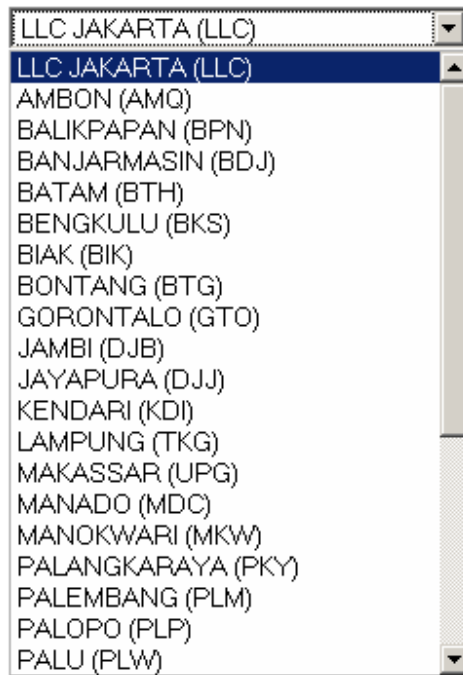 LLC JAKARTA (LLC)
LLC JAKARTA (LLC)
AMBON (AMQ)
BALIKPAPAN (BPN)
BANJARMASIN (BDJ)
BATAM (BTH)
BENGKULU (BKS)
BIAK (BIK)
BONTANG (BTG)
GORONTALO (GTO)
JAMBI (DJB)
JAYAPURA (DJJ)
KENDARI (KDI)
LAMPUNG (TKG)
MAKASSAR (UPG)
MANADO (MDC)
MANOKWARI (MKW)
PALANGKARAYA (PKY)
PALEMBANG (PLM)
PALOPO (PLP)
PALU (PLW)